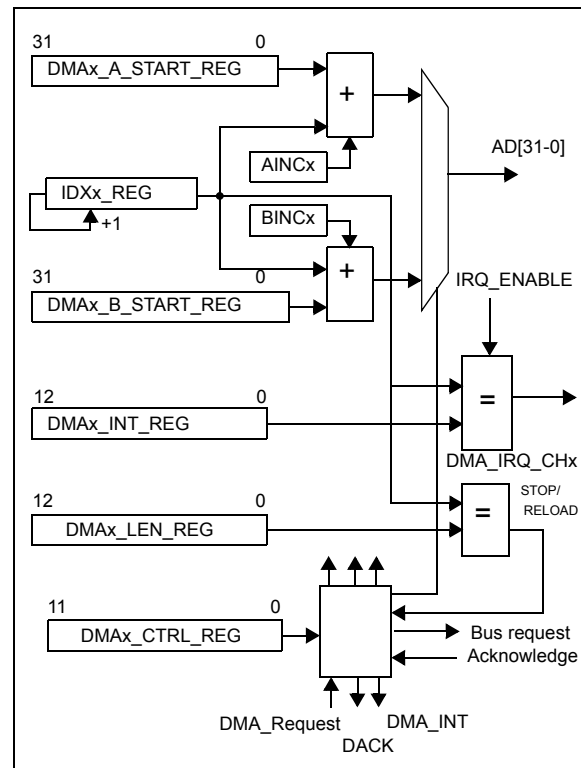 31 0
DMAx_A_START_REG
+
AINCx
AD[31-0]
IDXx_REG
+1
BINCx
31 0
+
DMAx_B_START_REG
IRQ_ENABLE
12 0
DMAx_INT_REG
=
DMA_IRQ_CHx
12 0
DMAx_LEN_REG
=
STOP/
RELOAD
11 0
DMAx_CTRL_REG
Bus request
Acknowledge
DMA_Request
DMA_INT
DACK